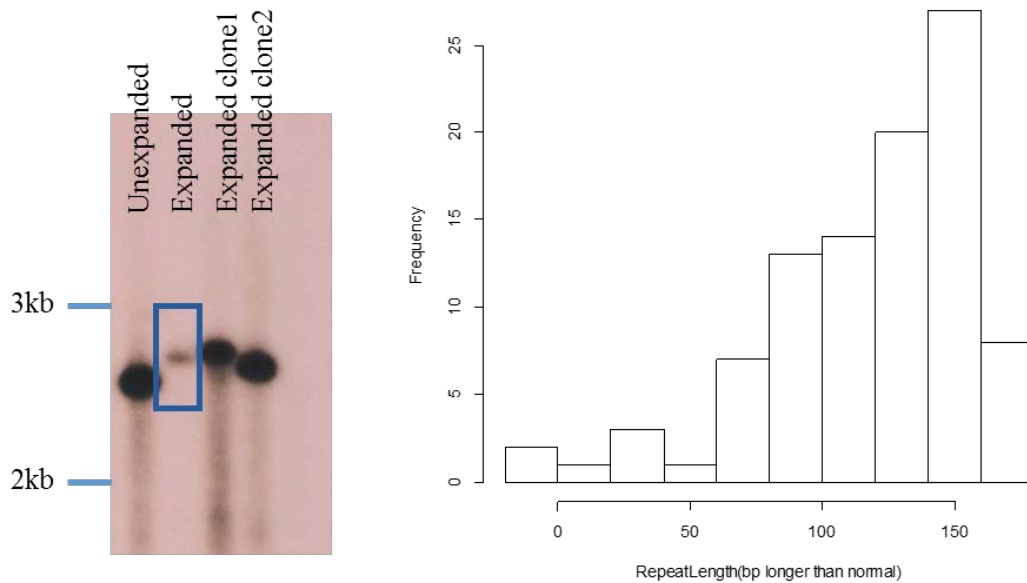 Unexpanded
Expanded
Expanded clone1
Expanded clone2
3kb
2kb
25
20
15
10
5
0
Frequency
0 50 100 150
RepeatLength(bp longer than normal)